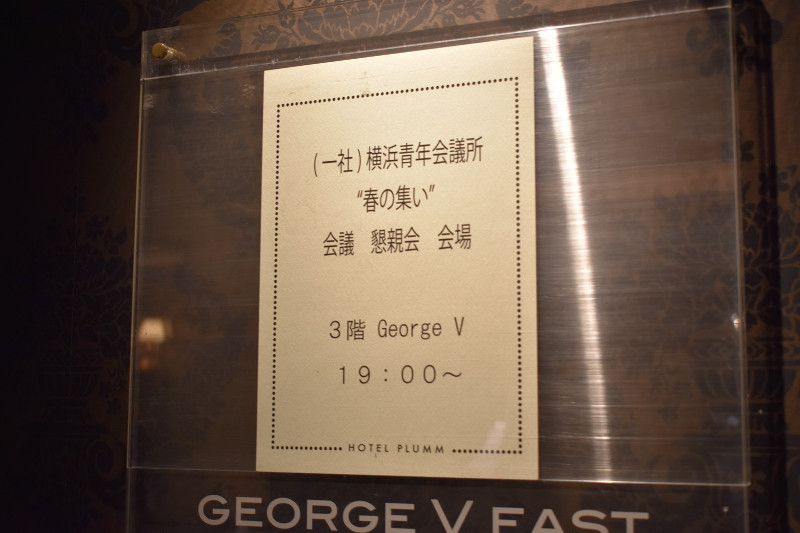 (一社)横浜青年会議所
“春の集い”
会議　懇親会　会場
３階 George V
１９：００～
HOTEL PLUMM
GEORGE V EAST